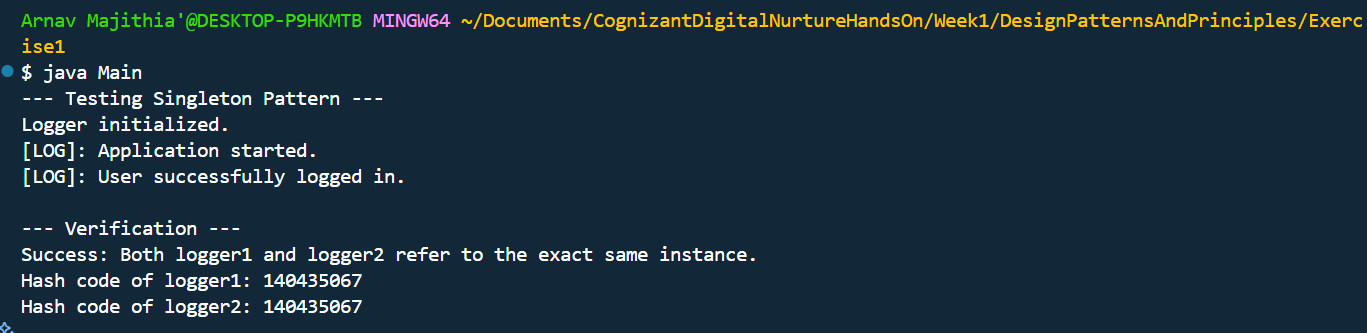 Arnav Majithia'@DESKTOP-P9HKMTB MINGW64 ~/Documents/CognizantDigitalNurtureHandsOn/Week1/DesignPatternsAndPrinciples/Exerc
ise1
$ java Main
--- Testing Singleton Pattern ---
Logger initialized.
[LOG]: Application started.
[LOG]: User successfully logged in.
--- Verification ---
Success: Both logger1 and logger2 refer to the exact same instance.
Hash code of logger1: 140435067
Hash code of logger2: 140435067